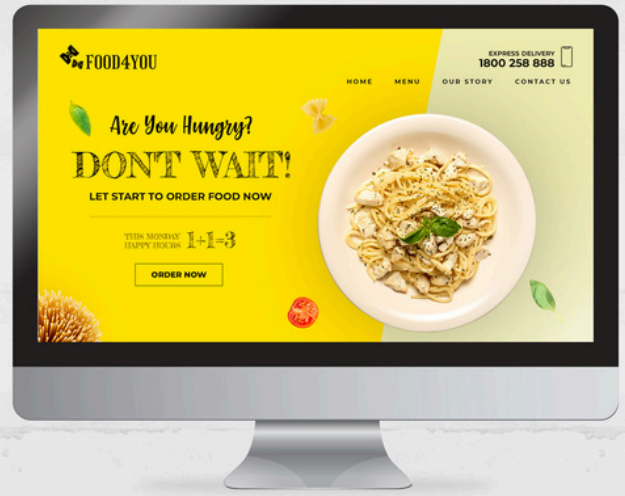 FOOD4YOU
EXPRESS DELIVERY
1800 258 888
HOME MENU OUR STORY CONTACT US
Are You Hungry?
DONT WAIT!
LET START TO ORDER FOOD NOW
THIS MONDAY
HAPPY HOURS
1+1=3
ORDER NOW